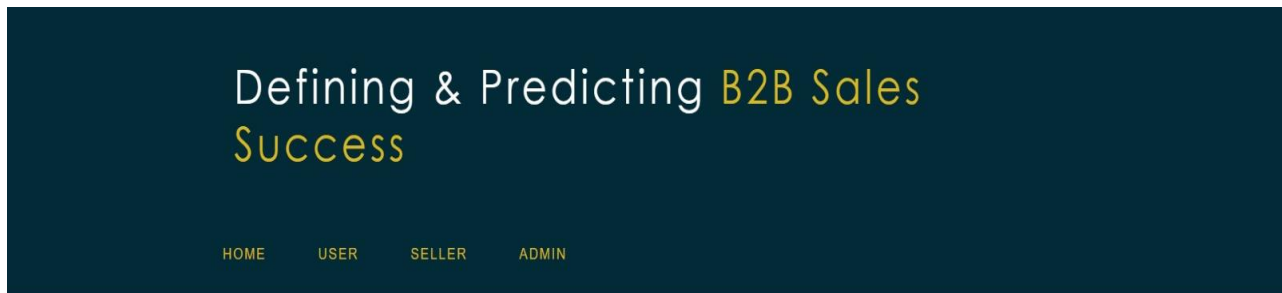 Defining & Predicting B2B Sales
Success
HOME USER SELLER ADMIN